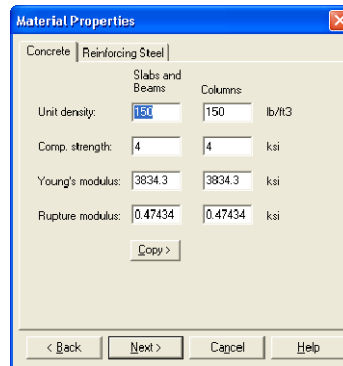 Material Properties
Concrete Reinforcing Steel
Slabs and
Beams Columns
Unit density: 150 150 lb/ft3
Comp. strength: 4 4 ksi
Young's modulus: 3834.3 3834.3 ksi
Rupture modulus: 0.47434 0.47434 ksi
Copy >
< Back Next > Cancel Help